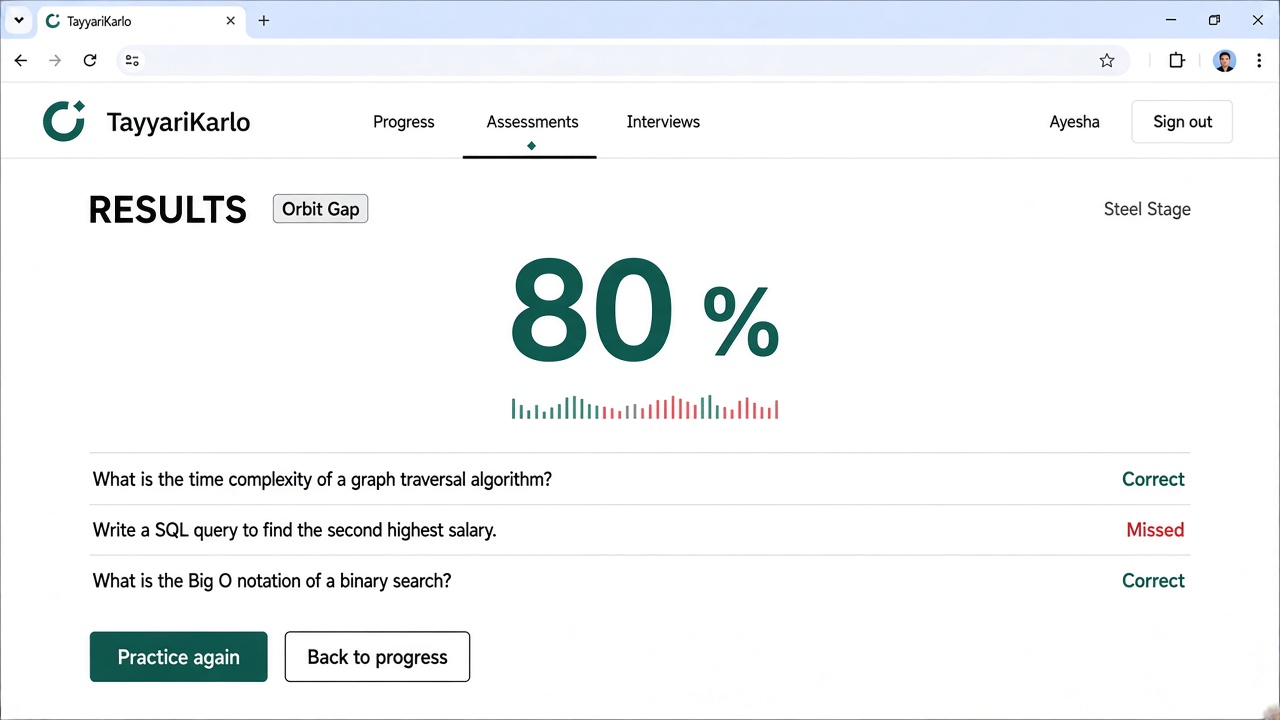 TayyariKarlo
TayyariKarlo
Progress
Assessments
Interviews
Ayesha
Sign out
RESULTS
Orbit Gap
Steel Stage
80 %
What is the time complexity of a graph traversal algorithm?
Correct
Write a SQL query to find the second highest salary.
Missed
What is the Big O notation of a binary search?
Correct
Practice again
Back to progress